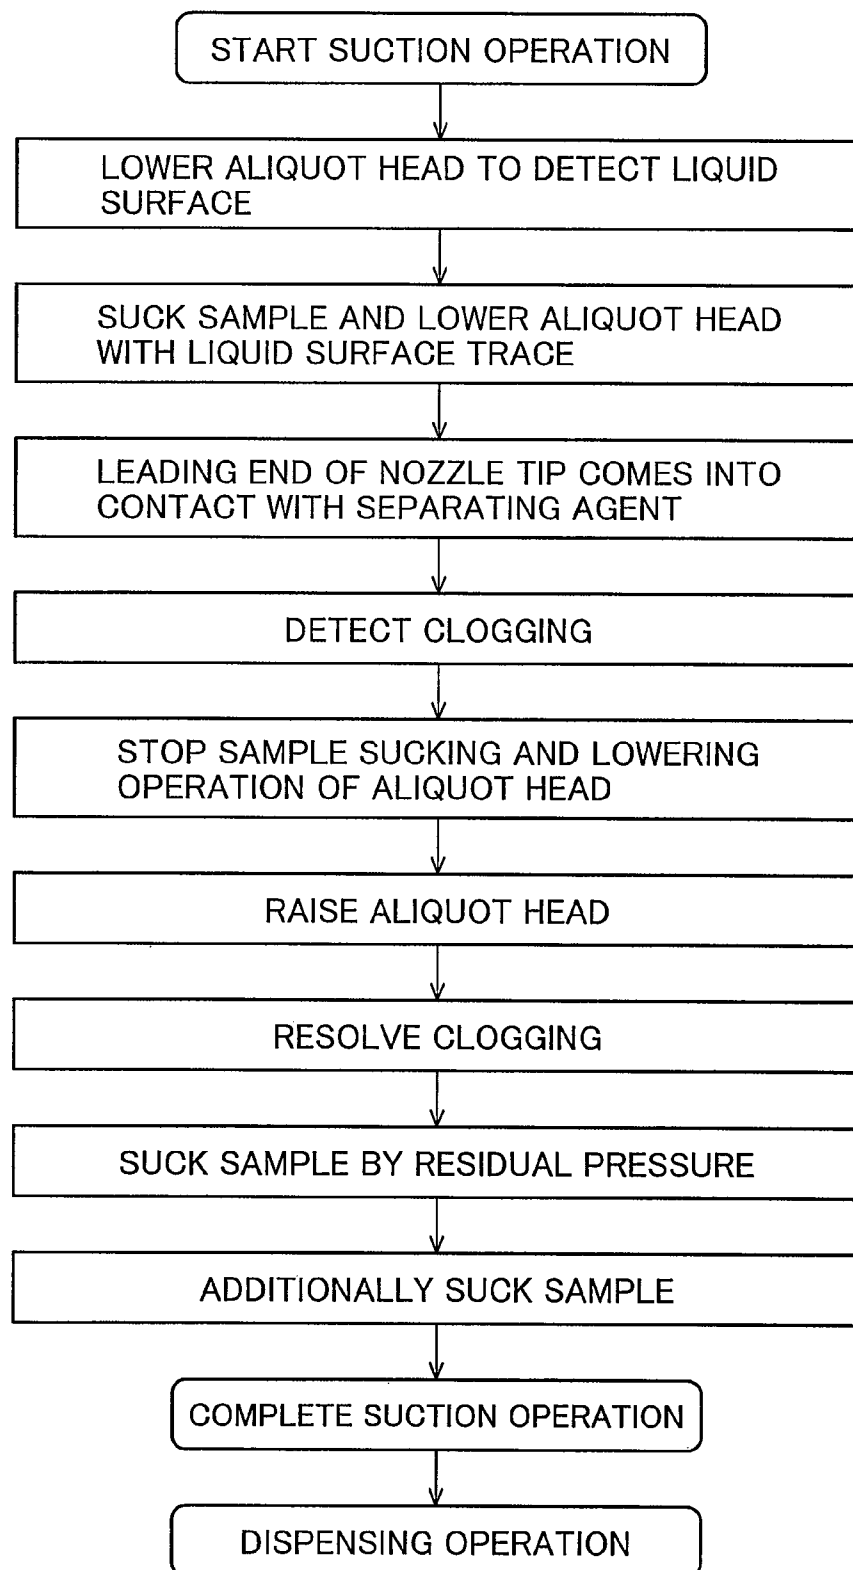 START SUCTION OPERATION
LOWER ALIQUOT HEAD TO DETECT LIQUID
SURFACE
SUCK SAMPLE AND LOWER ALIQUOT HEAD
WITH LIQUID SURFACE TRACE
LEADING END OF NOZZLE TIP COMES INTO
CONTACT WITH SEPARATING AGENT
DETECT CLOGGING
STOP SAMPLE SUCKING AND LOWERING
OPERATION OF ALIQUOT HEAD
RAISE ALIQUOT HEAD
RESOLVE CLOGGING
SUCK SAMPLE BY RESIDUAL PRESSURE
ADDITIONALLY SUCK SAMPLE
COMPLETE SUCTION OPERATION
DISPENSING OPERATION